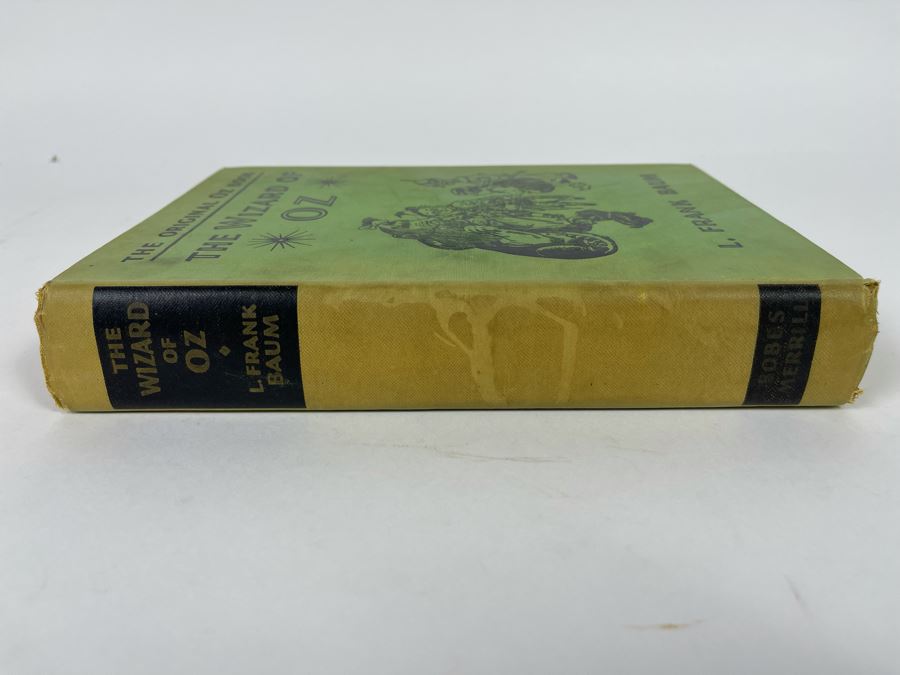 THE ORIGINAL OZ BOOK
THE WIZARD OF
OZ
L. FRANK BAUM
THE
WIZARD
OF
OZ
L. FRANK
BAUM
BOBBS
MERRILL